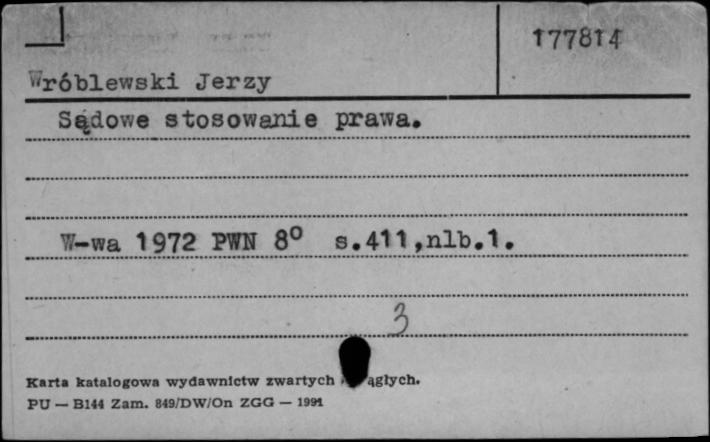 177814
Wróblewski Jerzy
Sądowe stosowanie prawa.
W-wa 1972 PWN 8° s.411,nlb.1.
3
Karta katalogowa wydawnictw zwartych ągłych.
PU — B144 Zam. 849/DW/On ZGG — 1991